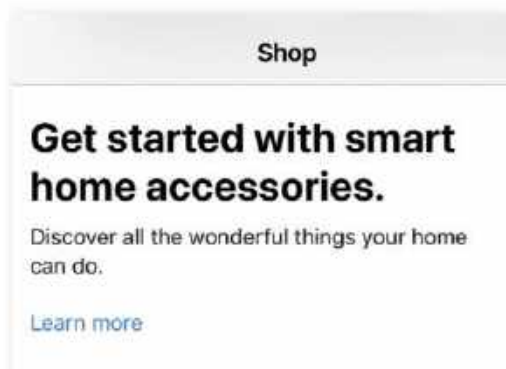 Shop
Get started with smart
home accessories.
Discover all the wonderful things your home
can do.
Learn more